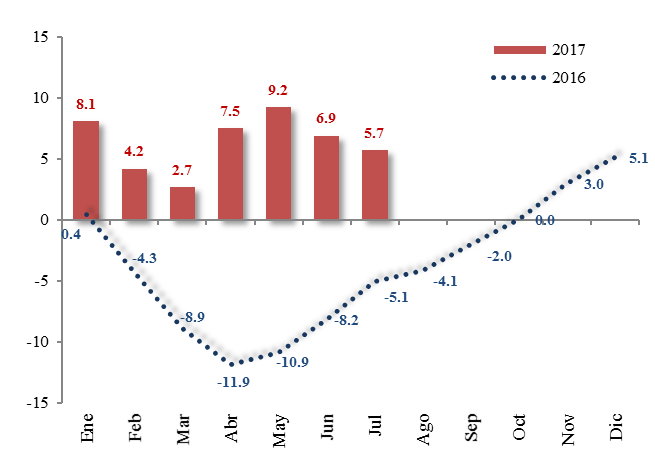 15
10
5
0
-5
-10
-15
2017
2016
8.1
4.2
2.7
7.5
9.2
6.9
5.7
0.4
-4.3
-8.9
-11.9
-10.9
-8.2
-5.1
-4.1
-2.0
0.0
3.0
5.1
Ene
Feb
Mar
Abr
May
Jun
Jul
Ago
Sep
Oct
Nov
Dic